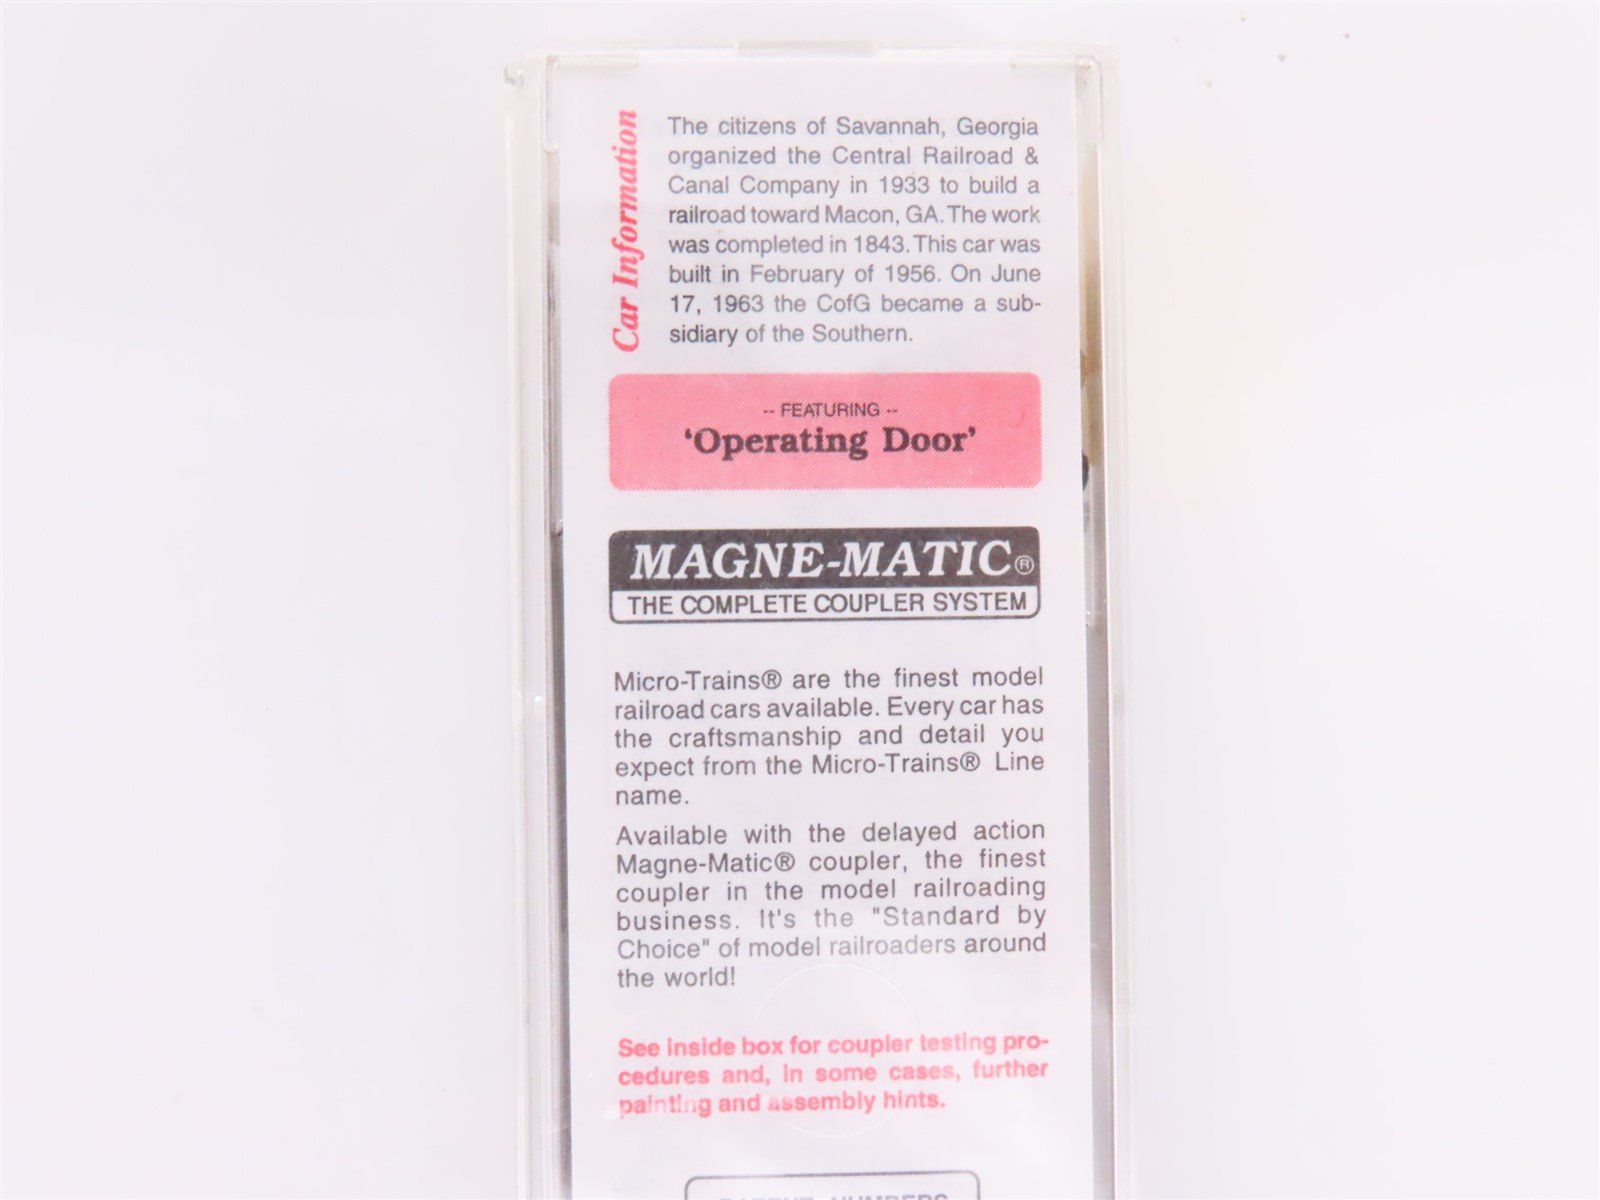 Car Information
The citizens of Savannah, Georgia
organized the Central Railroad &
Canal Company in 1933 to build a
railroad toward Macon, GA. The work
was completed in 1843. This car was
built in February of 1956. On June
17, 1963 the CofG became a sub-
sidiary of the Southern.
-- FEATURING --
'Operating Door'
MAGNE-MATIC®
THE COMPLETE COUPLER SYSTEM
Micro-Trains® are the finest model
railroad cars available. Every car has
the craftsmanship and detail you
expect from the Micro-Trains® Line
name.
Available with the delayed action
Magne-Matic® coupler, the finest
coupler in the model railroading
business. It's the "Standard by
Choice" of model railroaders around
the world!
See inside box for coupler testing pro-
cedures and, in some cases, further
painting and assembly hints.
PATENT NUMBERS